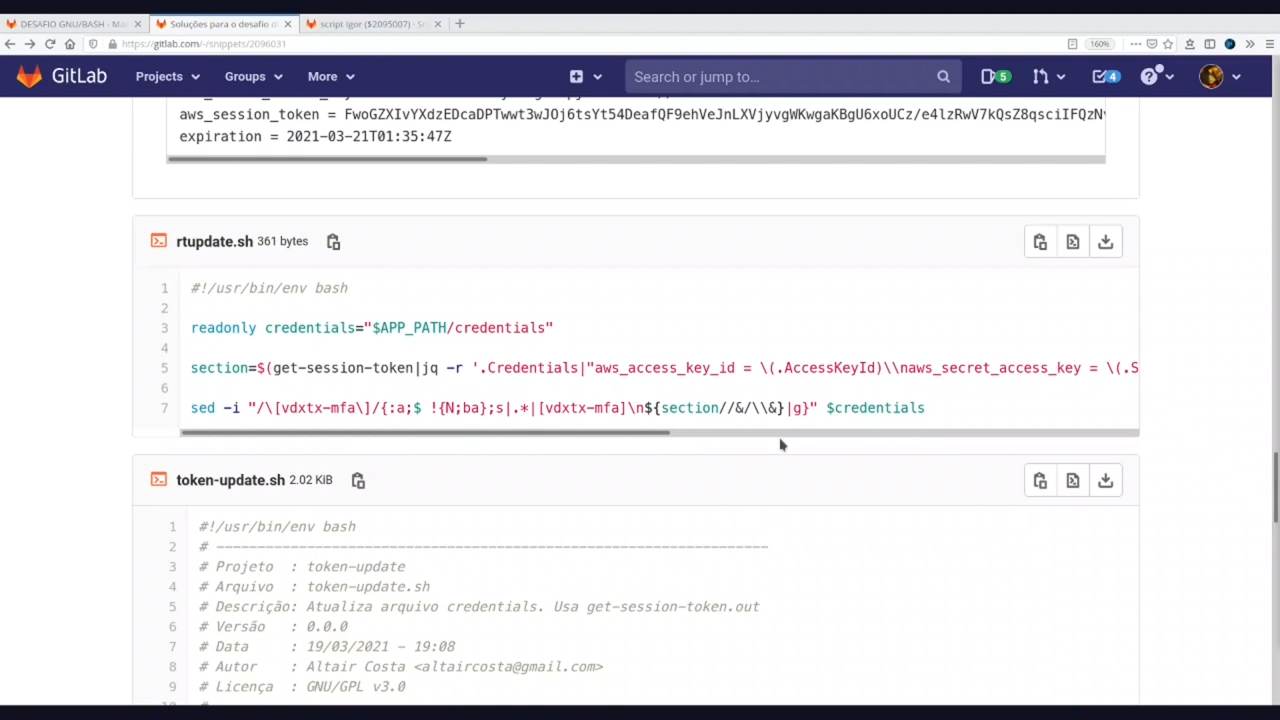 DESAFIO GNU/BASH - Ma
Soluções para o desafio d
script igor ($2095007) · Sni
https://gitlab.com/-/snippets/2096031
160%
GitLab
Projects
Groups
More
Search or jump to…
5
4
aws_session_token =
expiration = 2021-03-21T01:35:47Z
rtupdate.sh 361 bytes
1 #!/usr/bin/env bash
2
3 readonly credentials="$APP_PATH/credentials"
4
5 section=$(get-session-token|jq -r '.Credentials|"aws_access_key_id = \(.AccessKeyId)\\naws_secret_access_key = \(.S
6
7 sed -i "/\[vdxtx-mfa\]/{:a;$ !{N;ba};s|.*|[vdxtx-mfa]\n${section//&/\\&}|g}" $credentials
token-update.sh 2.02 KiB
1 #!/usr/bin/env bash
2 # ------------------------------------------------------------------
3 # Projeto : token-update
4 # Arquivo : token-update.sh
5 # Descrição: Atualiza arquivo credentials. Usa get-session-token.out
6 # Versão : 0.0.0
7 # Data : 19/03/2021 - 19:08
8 # Autor : Altair Costa <altaircosta@gmail.com>
9 # Licença : GNU/GPL v3.0